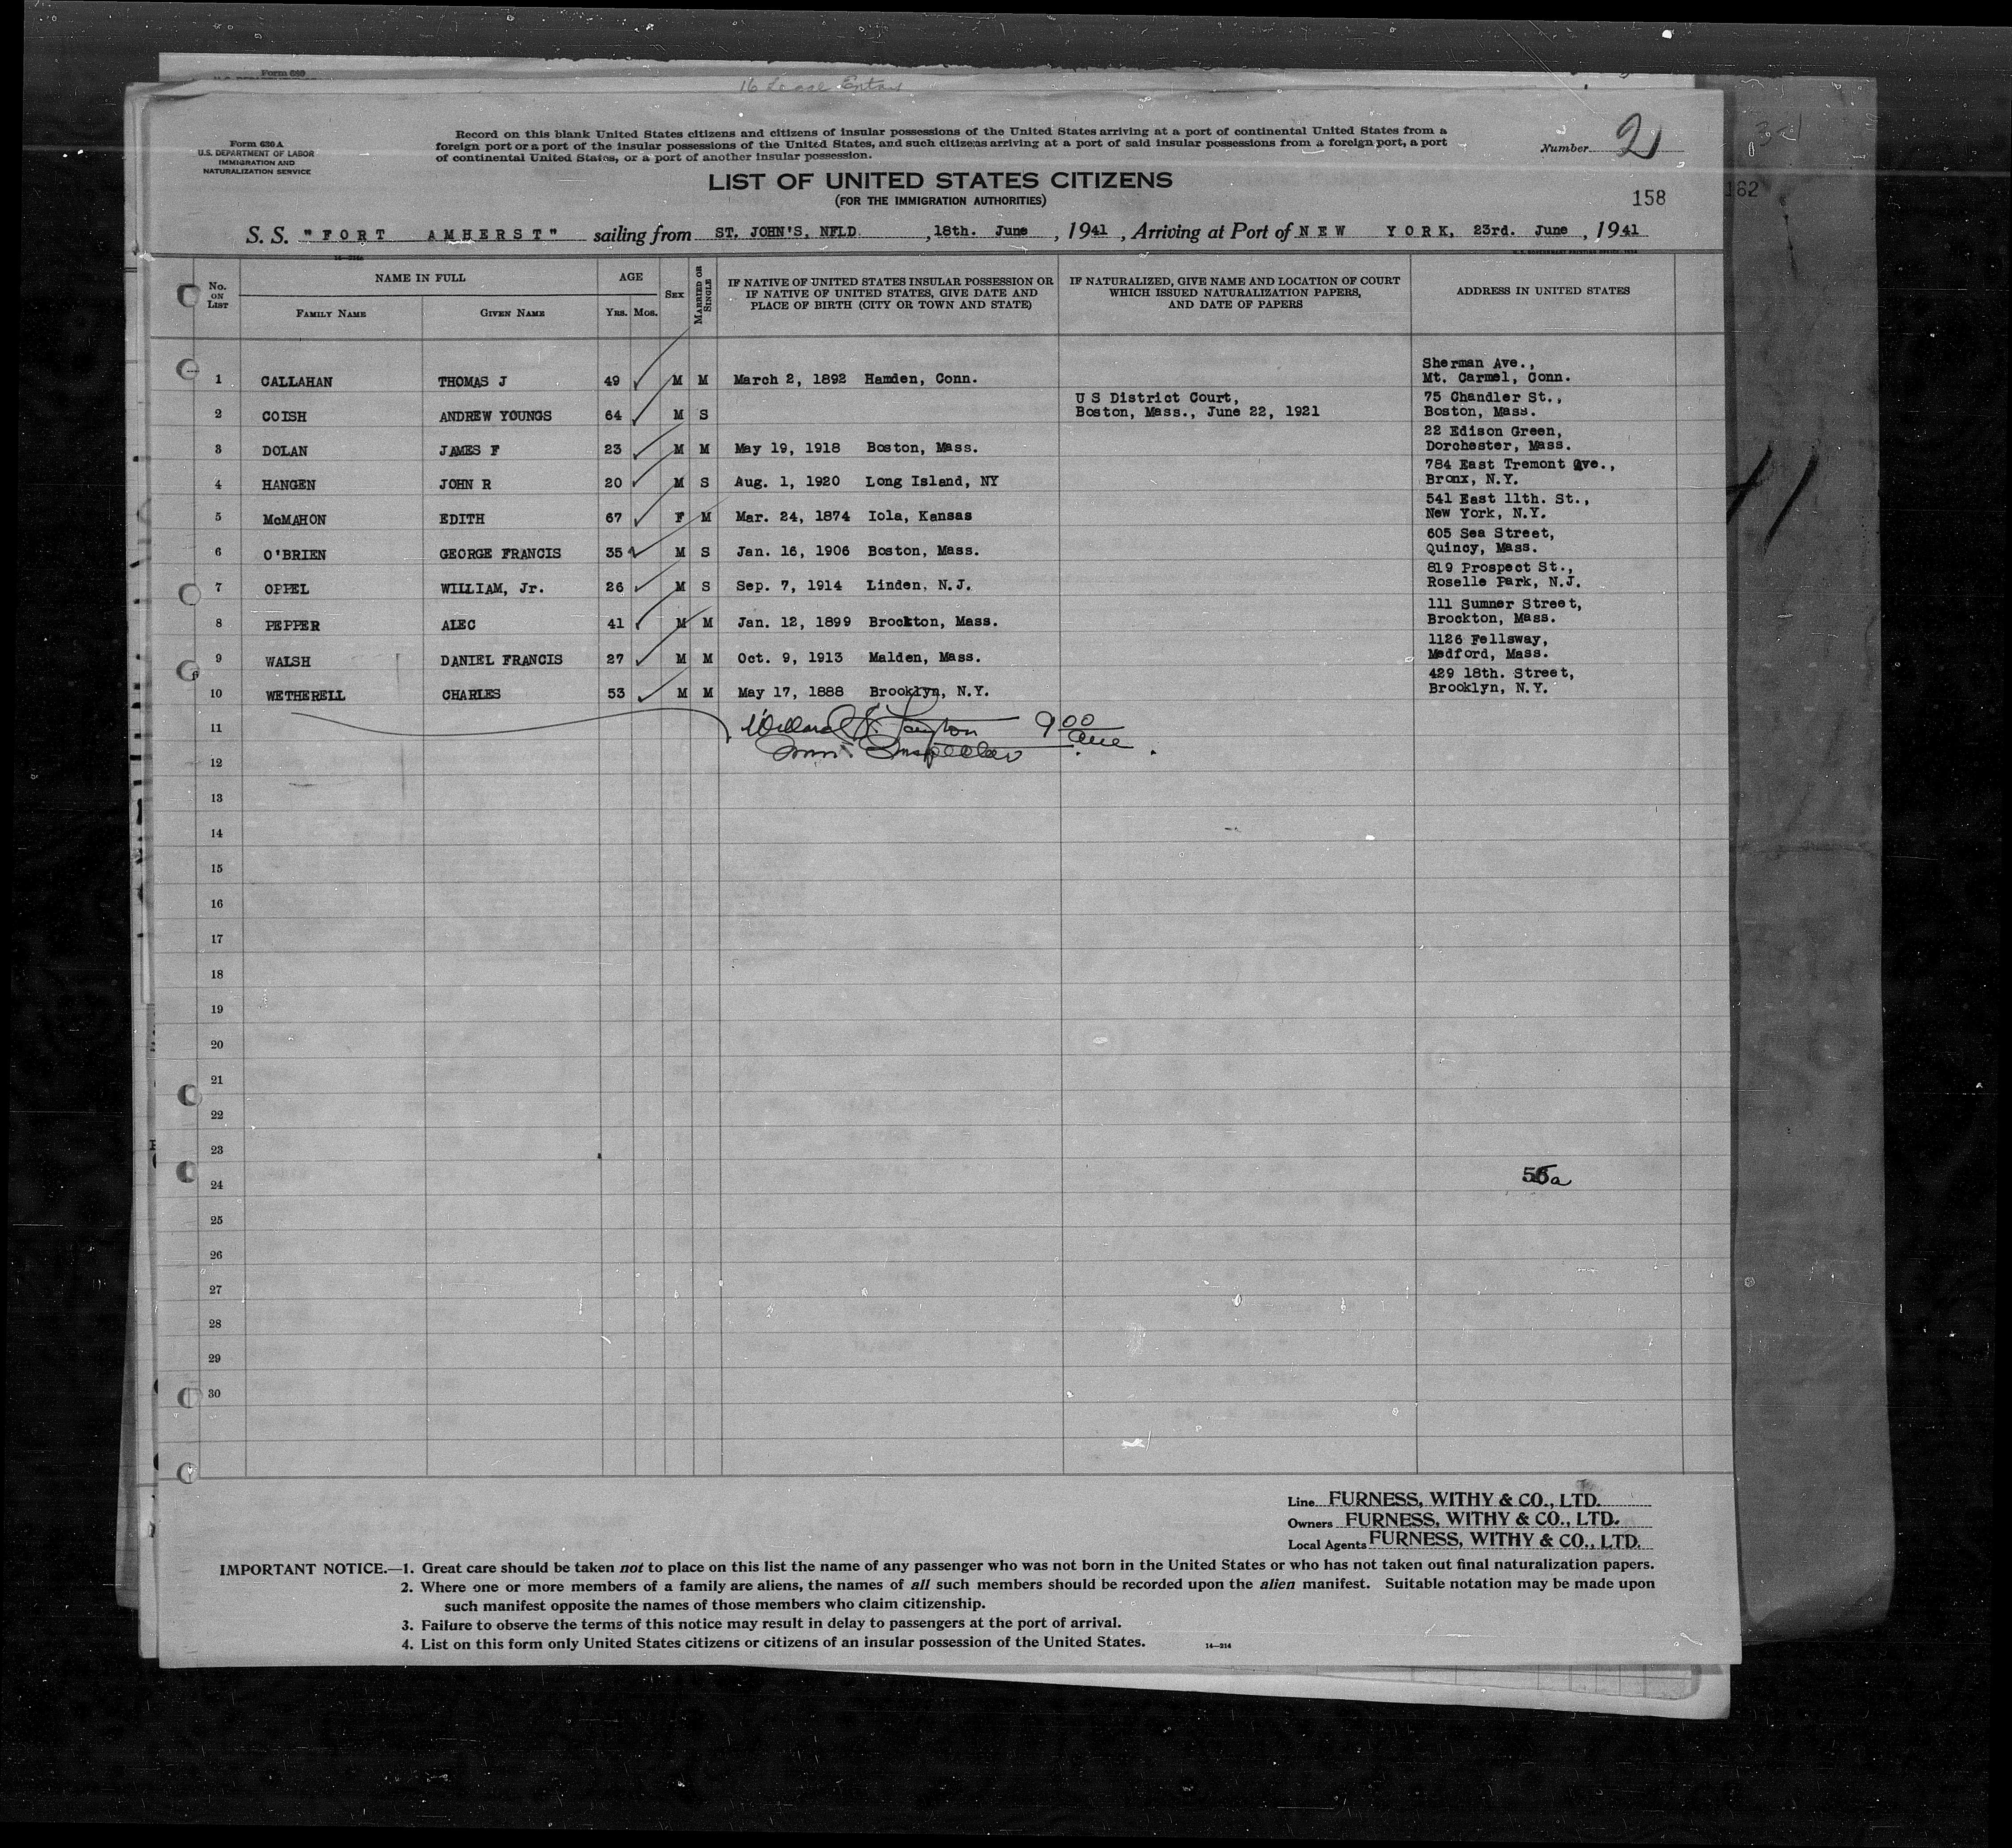 Form 630
16
Form 630 A
U.S. DEPARTMENT OF LABOR
IMMIGRATION AND
NATURALIZATION SERVICE
Record on this blank United States citizens and citizens of insular possessions of the United States arriving at a port of continental United States from a
foreign port or a port of the insular possessions of the United States, and such citizens arriving at a port of said insular possessions from a foreign port, a port
of continental United States, or a port of another insular possession.
Number 2
LIST OF UNITED STATES CITIZENS
(FOR THE IMMIGRATION AUTHORITIES)
158
182
S. S. "FORT AMHERST" sailing from ST. JOHN'S, NFLD. , 18th. June , 1941 , Arriving at Port of NEW YORK, 23rd. June , 1941
No. ON LIST NAME IN FULL AGE SEX MARRIED OR SINGLE IF NATIVE OF UNITED STATES INSULAR POSSESSION OR IF NATIVE OF UNITED STATES, GIVE DATE AND PLACE OF BIRTH (CITY OR TOWN AND STATE) IF NATURALIZED, GIVE NAME AND LOCATION OF COURT WHICH ISSUED NATURALIZATION PAPERS, AND DATE OF PAPERS ADDRESS IN UNITED STATES
FAMILY NAME GIVEN NAME YRS. MOS.
Sherman Ave.,
1 CALLAHAN THOMAS J 49 M M March 2, 1892 Hamden, Conn. Mt. Carmel, Conn.
U S District Court, 75 Chandler St.,
2 COISH ANDREW YOUNGS 64 M S Boston, Mass., June 22, 1921 Boston, Mass.
22 Edison Green,
3 DOLAN JAMES F 23 M M May 19, 1918 Boston, Mass. Dorchester, Mass.
784 East Tremont Ave.,
4 HANGEN JOHN R 20 M S Aug. 1, 1920 Long Island, NY Bronx, N.Y.
541 East 11th. St.,
5 McMAHON EDITH 67 F M Mar. 24, 1874 Iola, Kansas New York, N.Y.
605 Sea Street,
6 O'BRIEN GEORGE FRANCIS 35 M S Jan. 16, 1906 Boston, Mass. Quincy, Mass.
819 Prospect St.,
7 OPPEL WILLIAM, Jr. 26 M S Sep. 7, 1914 Linden, N.J. Roselle Park, N.J.
111 Sumner Street,
8 PEPPER ALEC 41 M M Jan. 12, 1899 Brockton, Mass. Brockton, Mass.
1126 Fellsway,
9 WALSH DANIEL FRANCIS 27 M M Oct. 9, 1913 Malden, Mass. Medford, Mass.
429 18th. Street,
10 WETHERELL CHARLES 53 M M May 17, 1888 Brooklyn, N.Y. Brooklyn, N.Y.
11 9 00
12 Inspector
13
14
15
16
17
18
19
20
21
22
23
24
25
26
27
28
29
30
Line FURNESS, WITHY & CO., LTD.
Owners FURNESS, WITHY & CO., LTD.
Local Agents FURNESS, WITHY & CO., LTD.
IMPORTANT NOTICE.—1. Great care should be taken not to place on this list the name of any passenger who was not born in the United States or who has not taken out final naturalization papers.
2. Where one or more members of a family are aliens, the names of all such members should be recorded upon the alien manifest. Suitable notation may be made upon
such manifest opposite the names of those members who claim citizenship.
3. Failure to observe the terms of this notice may result in delay to passengers at the port of arrival.
4. List on this form only United States citizens or citizens of an insular possession of the United States. 14—214